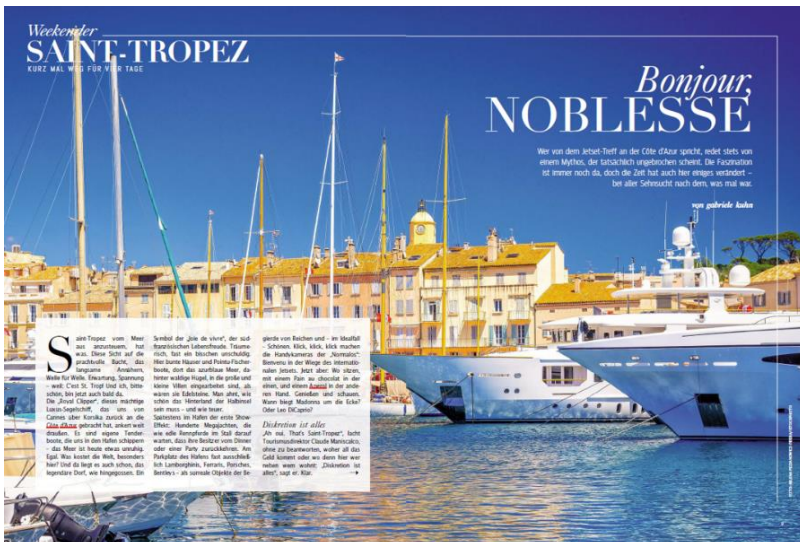 Weekender
SAINT-TROPEZ
KURZ MAL WEG FÜR VIER TAGE
Bonjour,
NOBLESSE
Wer von dem Jetset-Treff an der Côte d'Azur spricht, redet stets von
einem Mythos, der tatsächlich ungebrochen scheint. Die Faszination
ist immer noch da, doch die Zeit hat auch hier einiges verändert –
bei aller Sehnsucht nach dem, was mal war.
von gabriele kuhn
Saint-Tropez vom Meer
aus anzusteuern, hat
was. Diese Sicht auf die
prachtvolle Bucht, das
langsame Annähern,
Welle für Welle. Erwartung, Spannung
– weil: C'est St. Trop! Und ich, bitte-
schön, bin jetzt auch bald da.
Die „Royal Clipper“, dieses mächtige
Luxus-Segelschiff, das uns von
Cannes über Korsika zurück an die
Côte d'Azur gebracht hat, ankert weit
draußen. Es sind eigene Tender-
boote, die uns in den Hafen schippern
– das Meer ist heute etwas unruhig.
Egal. Was kostet die Welt, besonders
hier? Und da liegt es auch schon, das
legendäre Dorf, wie hingegossen. Ein
Symbol der „Joie de vivre“, der süd-
französischen Lebensfreude. Träume-
risch, fast ein bisschen unschuldig.
Hier bunte Häuser und Pointu-Fischer-
boote, dort das azurblaue Meer, da-
hinter waldige Hügel, in die große und
kleine Villen eingearbeitet sind, als
wären sie Edelsteine. Man ahnt, wie
schön das Hinterland der Halbinsel
sein muss – und wie teuer.
Spätestens im Hafen der erste Show-
Effekt: Hunderte Megajachten, die
wie edle Rennpferde im Stall darauf
warten, dass ihre Besitzer vom Dinner
oder einer Party zurückkehren. Am
Parkplatz des Hafens fast ausschließ-
lich Lamborghinis, Ferraris, Porsches,
Bentleys – als surreale Objekte der Be-
gierde von Reichen und – im Idealfall
– Schönen. Klick, klick, klick machen
die Handykameras der „Normalos“:
Bienvenu in der Wiege des internatio-
nalen Jetsets. Jetzt aber: Wo sitzen,
mit einem Pain au chocolat in der
einen, und einem Aperol in der ande-
ren Hand. Genießen und schauen.
Wann biegt Madonna um die Ecke?
Oder Leo DiCaprio?
Diskretion ist alles
„Ah oui, That's Saint-Tropez“, lacht
Tourismusdirektor Claude Maniscalco,
ohne zu beantworten, woher all das
Geld kommt oder wo denn hier wer
neben wem wohnt: „Diskretion ist
alles“, sagt er. Klar.